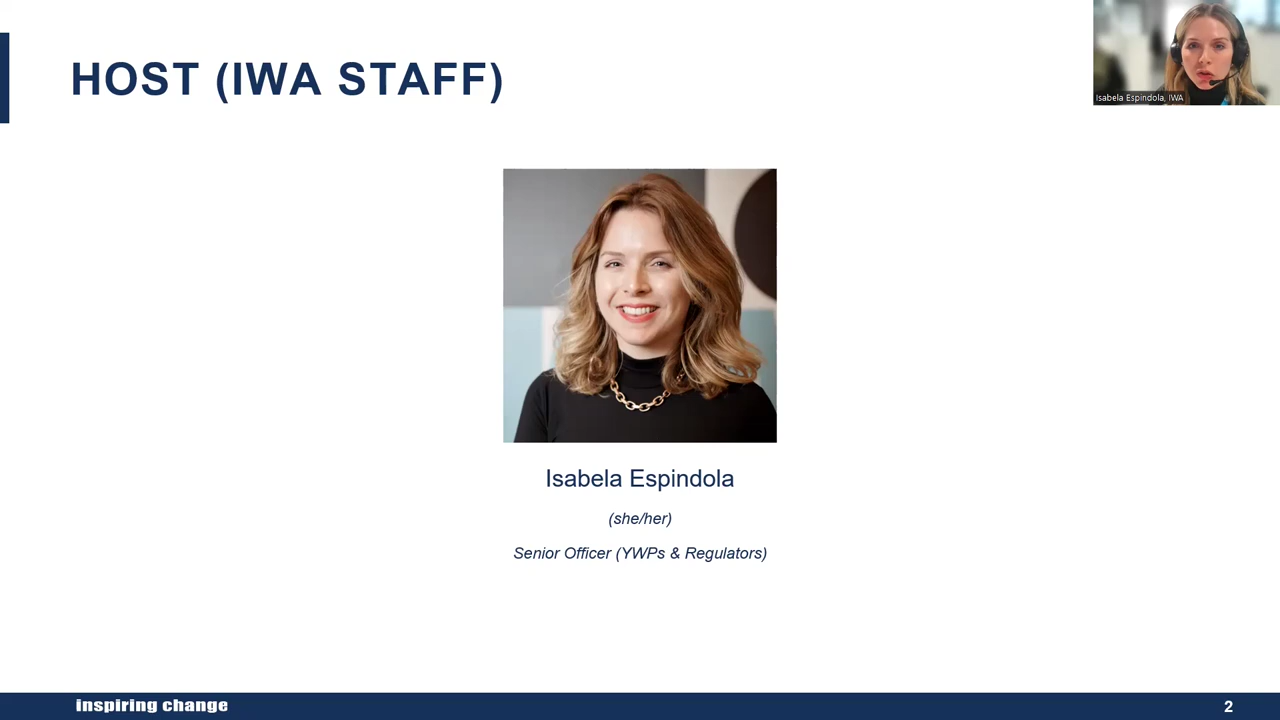 HOST (IWA STAFF)
Isabela Espindola, IWA
Isabela Espindola
(she/her)
Senior Officer (YWPs & Regulators)
inspiring change
2